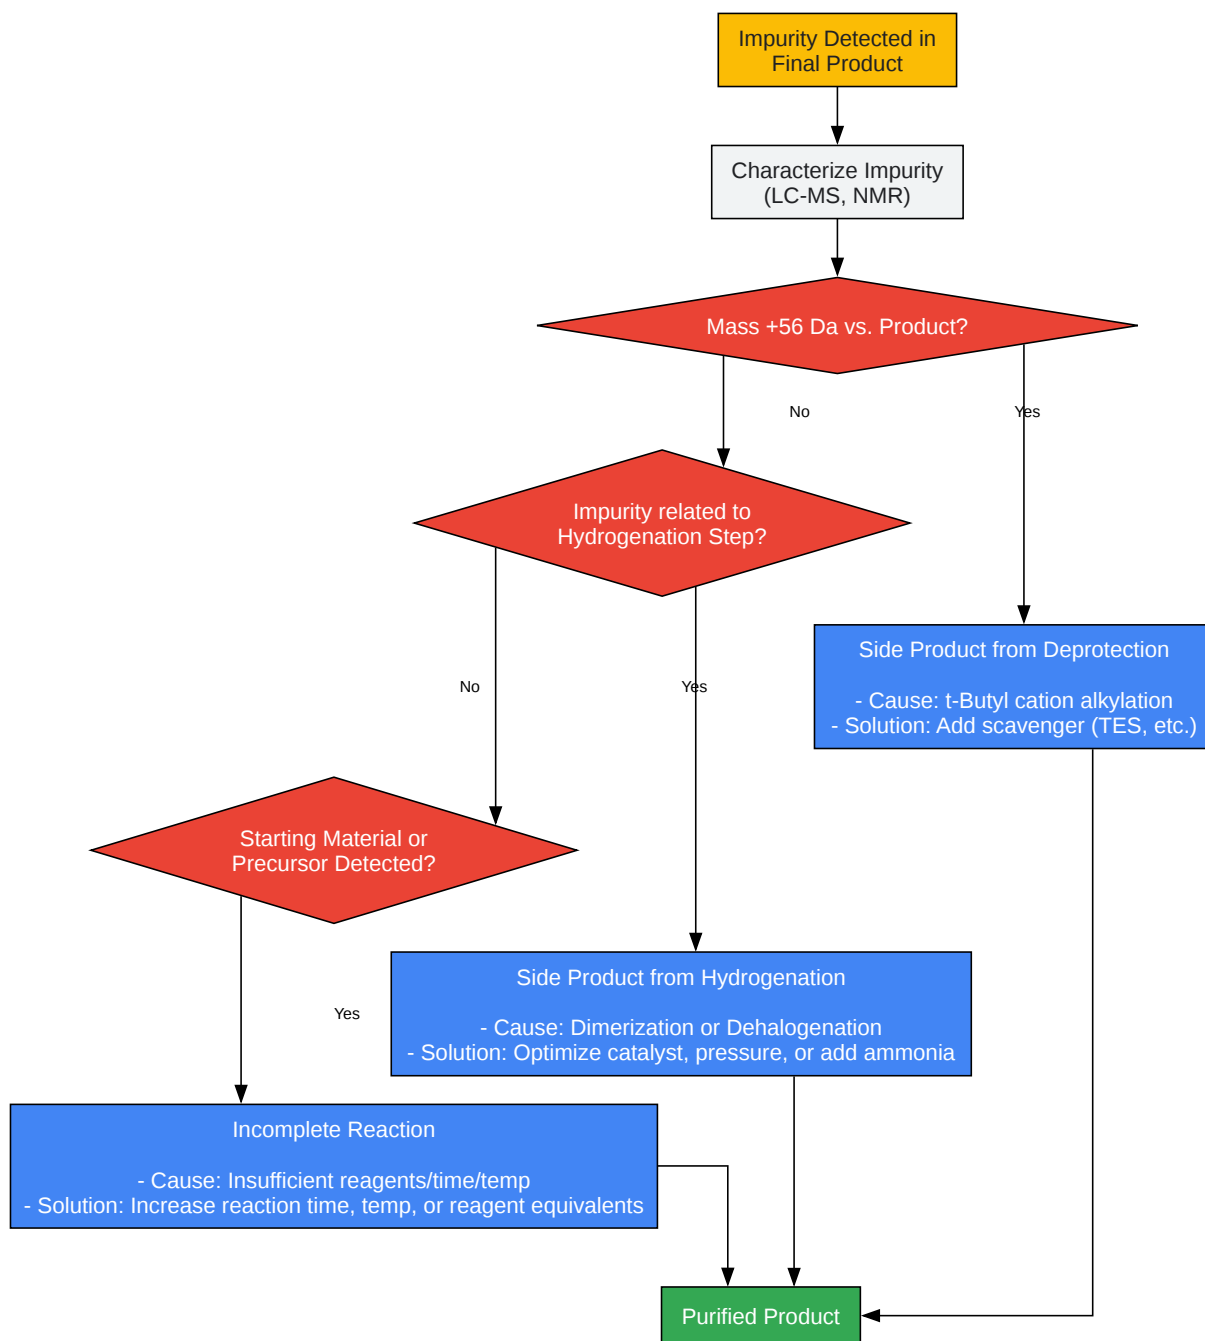 Impurity Detected in
Final Product
Characterize Impurity
(LC-MS, NMR)
Mass +56 Da vs. Product?
No
Yes
Impurity related to
Hydrogenation Step?
Side Product from Deprotection
- Cause: t-Butyl cation alkylation
- Solution: Add scavenger (TES, etc.)
No
Yes
Starting Material or
Precursor Detected?
Side Product from Hydrogenation
- Cause: Dimerization or Dehalogenation
- Solution: Optimize catalyst, pressure, or add ammonia
Yes
Incomplete Reaction
- Cause: Insufficient reagents/time/temp
- Solution: Increase reaction time, temp, or reagent equivalents
Purified Product